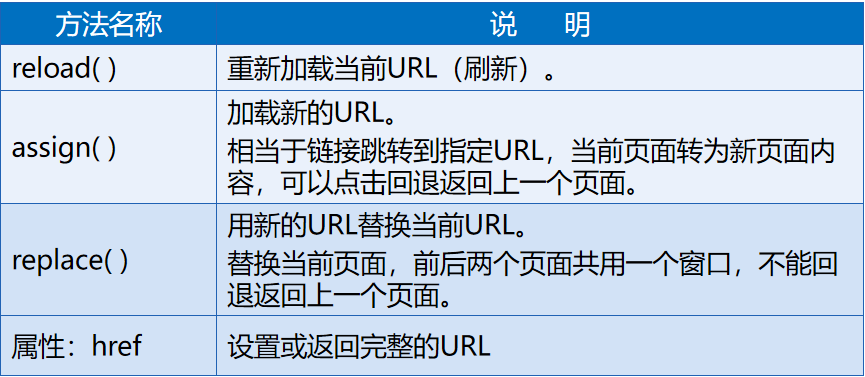 方法名称
说 明
reload( )
重新加载当前URL（刷新）。
assign( )
加载新的URL。
相当于链接跳转到指定URL，当前页面转为新页面内
容，可以点击回退返回上一个页面。
replace( )
用新的URL替换当前URL。
替换当前页面，前后两个页面共用一个窗口，不能回
退返回上一个页面。
属性：href
设置或返回完整的URL